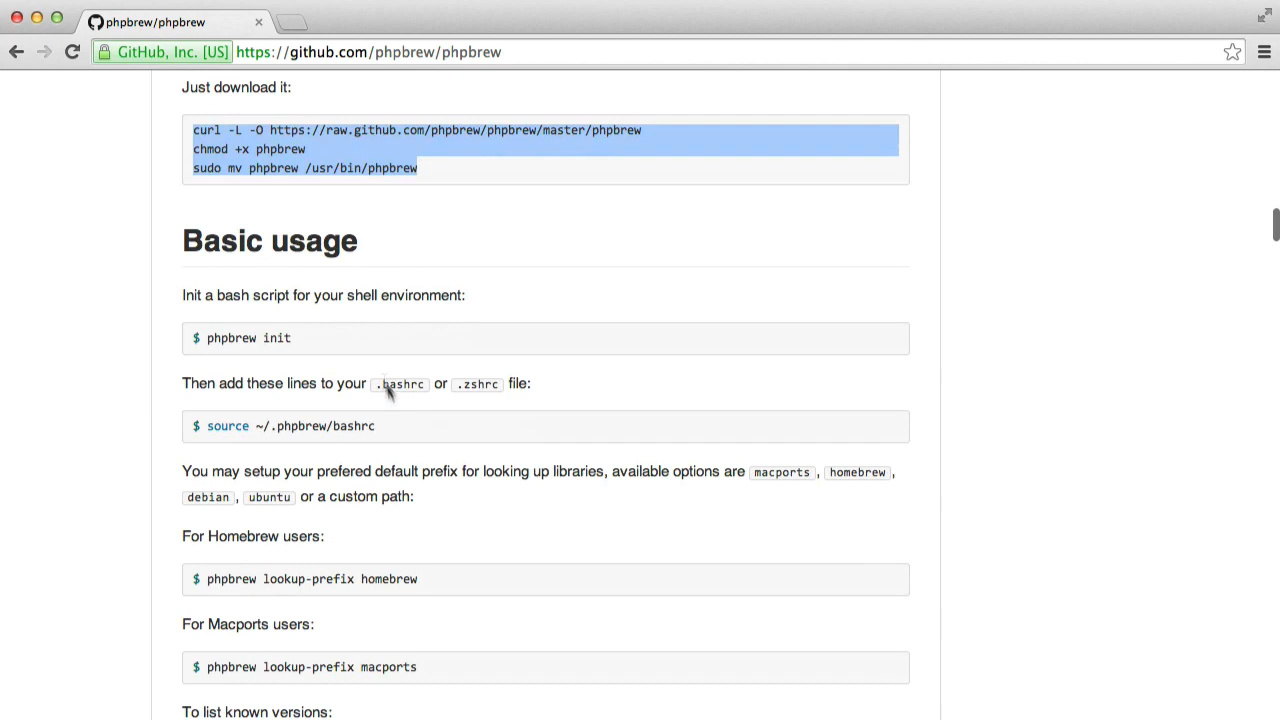 phpbrew/phpbrew
GitHub, Inc. [US] https://github.com/phpbrew/phpbrew
Just download it:
curl -L -O https://raw.github.com/phpbrew/phpbrew/master/phpbrew
chmod +x phpbrew
sudo mv phpbrew /usr/bin/phpbrew
Basic usage
Init a bash script for your shell environment:
$ phpbrew init
Then add these lines to your .bashrc or .zshrc file:
$ source ~/.phpbrew/bashrc
You may setup your prefered default prefix for looking up libraries, available options are macports, homebrew,
debian, ubuntu or a custom path:
For Homebrew users:
$ phpbrew lookup-prefix homebrew
For Macports users:
$ phpbrew lookup-prefix macports
To list known versions: